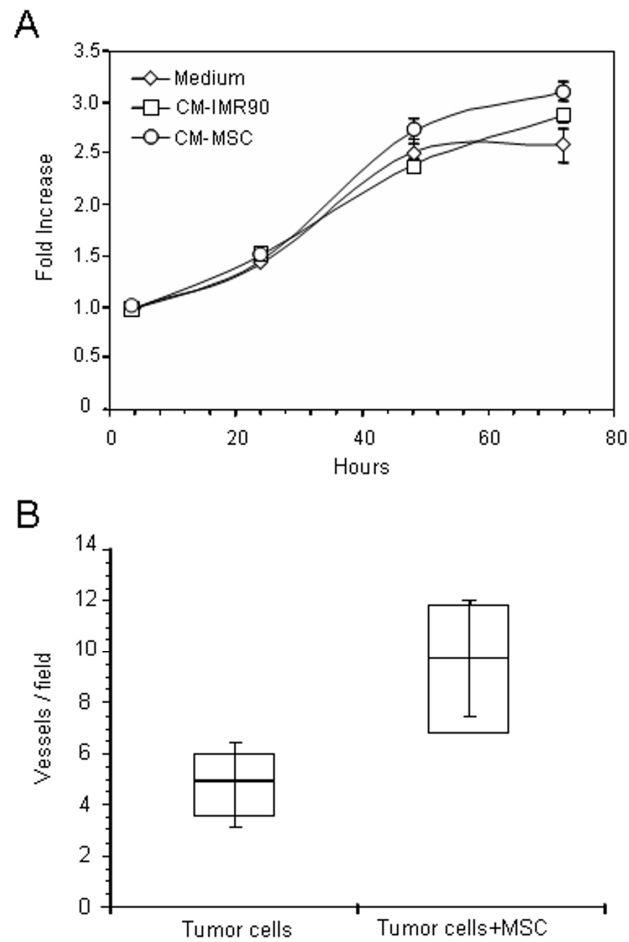 A
3.5
3.0
2.5
2.0
1.5
1.0
0.5
0
Fold Increase
Medium
CM-IMR90
CM-MSC
0 20 40 60 80
Hours
B
14
12
10
8
6
4
2
0
Vessels / field
Tumor cells
Tumor cells+MSC